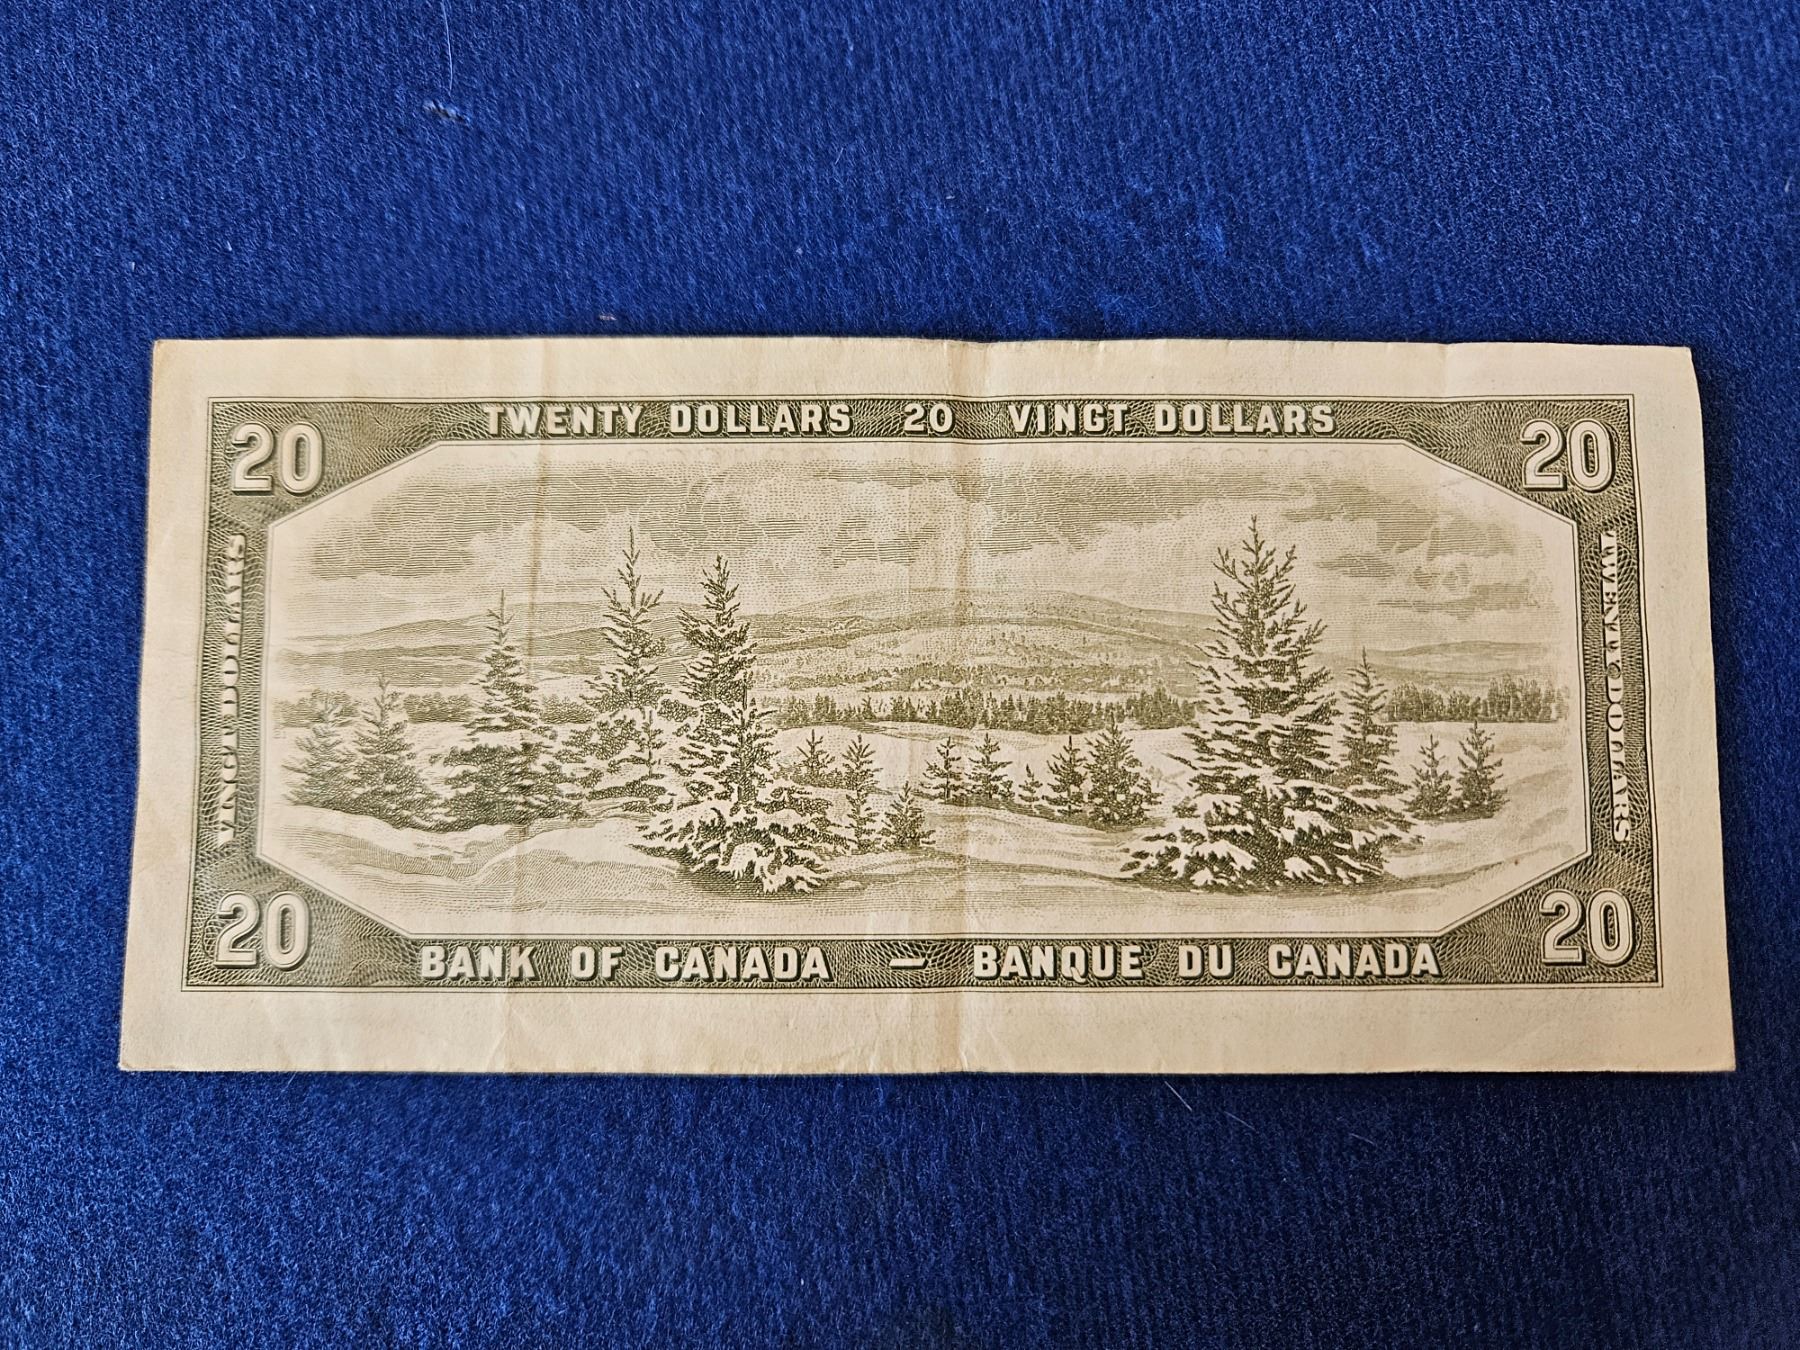 TWENTY DOLLARS 20 VINGT DOLLARS
20
20
VINGT DOLLARS
TWENTY DOLLARS
20
20
BANK OF CANADA — BANQUE DU CANADA